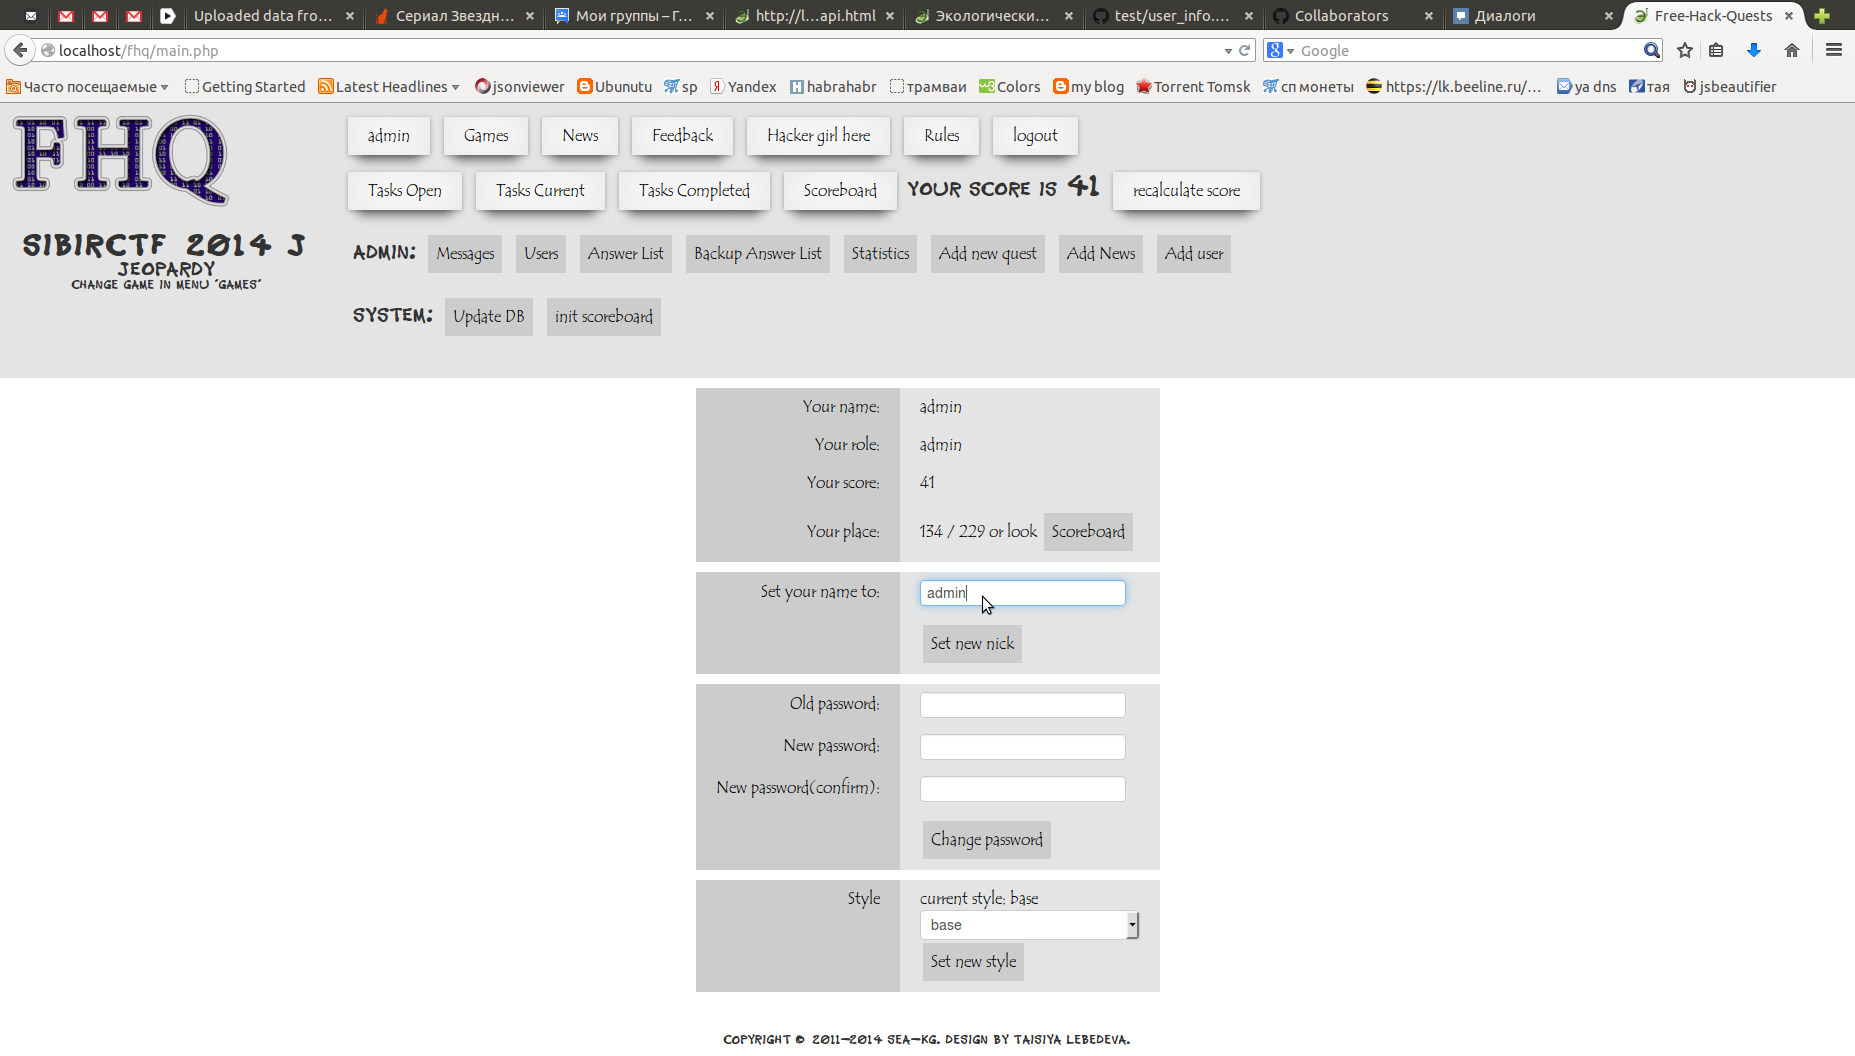 Uploaded data fro...
Сериал Звездн...
Мои группы – Г...
http://l...api.html
Экологически...
test/user_info....
Collaborators
Диалоги
Free-Hack-Quests
localhost/fhq/main.php
Google
Часто посещаемые
Getting Started
Latest Headlines
jsonviewer
Ubunutu
sp
Yandex
habrahabr
трамваи
Colors
my blog
Torrent Tomsk
сп монеты
https://lk.beeline.ru/...
ya dns
тая
jsbeautifier
FHQ
SIBIRCTF 2014 J
JEOPARDY
CHANGE GAME IN MENU "GAMES"
admin
Games
News
Feedback
Hacker girl here
Rules
logout
Tasks Open
Tasks Current
Tasks Completed
Scoreboard
YOUR SCORE IS 41
recalculate score
ADMIN:
Messages
Users
Answer List
Backup Answer List
Statistics
Add new quest
Add News
Add user
SYSTEM:
Update DB
init scoreboard
Your name: admin
Your role: admin
Your score: 41
Your place: 134 / 229 or look Scoreboard
Set your name to: admin
Set new nick
Old password:
New password:
New password(confirm):
Change password
Style current style: base
base
Set new style
COPYRIGHT © 2011-2014 SEA-KG. DESIGN BY TAISIYA LEBEDEVA.